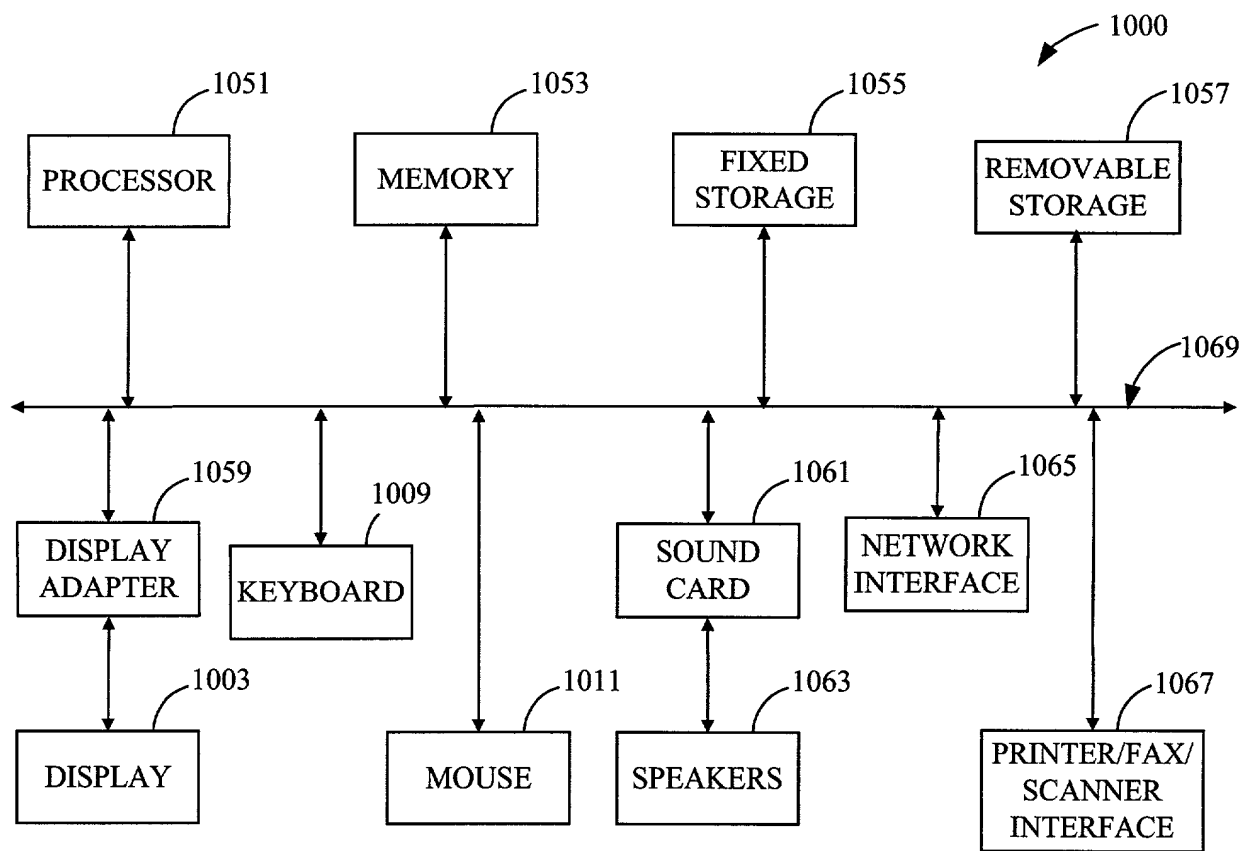 1000
1051
1053
1055
1057
PROCESSOR
MEMORY
FIXED
STORAGE
REMOVABLE
STORAGE
1069
1059
1009
1061
1065
DISPLAY
ADAPTER
KEYBOARD
SOUND
CARD
NETWORK
INTERFACE
1003
1011
1063
1067
DISPLAY
MOUSE
SPEAKERS
PRINTER/FAX/
SCANNER
INTERFACE